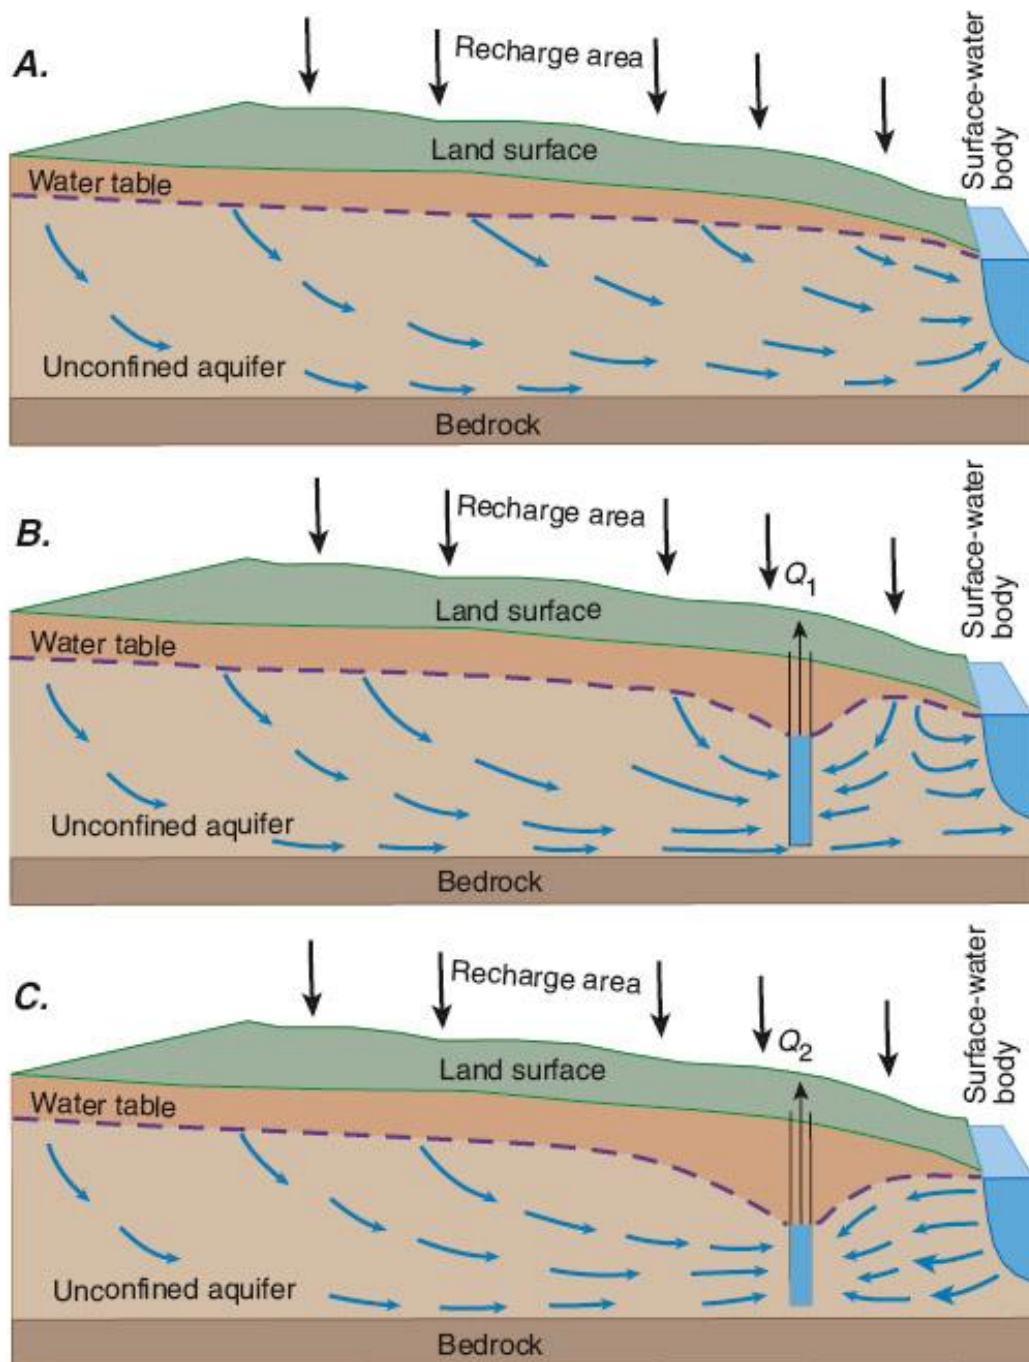 A.
Recharge area
Surface-water
body
Land surface
Water table
Unconfined aquifer
Bedrock
B.
Recharge area
Surface-water
body
Q1
Land surface
Water table
Unconfined aquifer
Bedrock
C.
Recharge area
Surface-water
body
Q2
Land surface
Water table
Unconfined aquifer
Bedrock